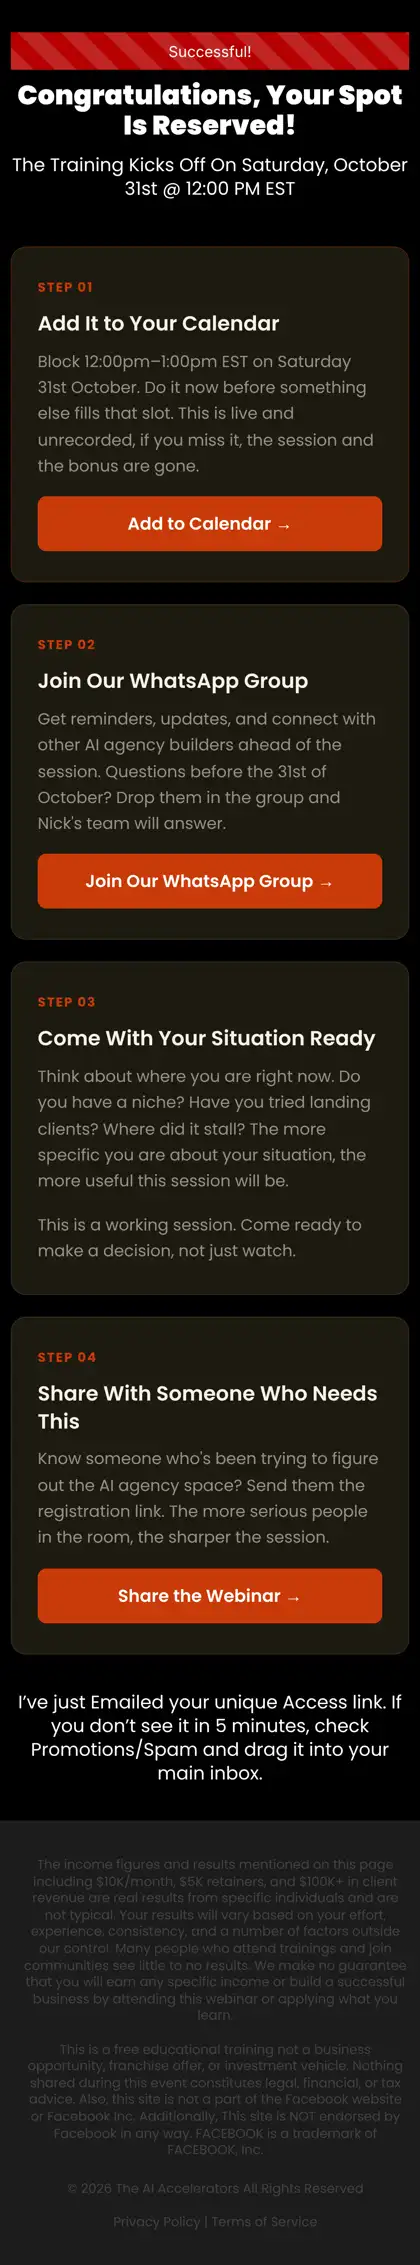 Successful!
Congratulations, Your Spot
Is Reserved!
The Training Kicks Off On Saturday, October
31st @ 12:00 PM EST
STEP 01
Add It to Your Calendar
Block 12:00pm–1:00pm EST on Saturday
31st October. Do it now before something
else fills that slot. This is live and
unrecorded, if you miss it, the session and
the bonus are gone.
Add to Calendar →
STEP 02
Join Our WhatsApp Group
Get reminders, updates, and connect with
other AI agency builders ahead of the
session. Questions before the 31st of
October? Drop them in the group and
Nick's team will answer.
Join Our WhatsApp Group →
STEP 03
Come With Your Situation Ready
Think about where you are right now. Do
you have a niche? Have you tried landing
clients? Where did it stall? The more
specific you are about your situation, the
more useful this session will be.
This is a working session. Come ready to
make a decision, not just watch.
STEP 04
Share With Someone Who Needs
This
Know someone who's been trying to figure
out the AI agency space? Send them the
registration link. The more serious people
in the room, the sharper the session.
Share the Webinar →
I’ve just Emailed your unique Access link. If
you don’t see it in 5 minutes, check
Promotions/Spam and drag it into your
main inbox.
The income figures and results mentioned on this page
including $10K/month, $5K retainers, and $100K+ in client
revenue are real results from specific individuals and are
not typical. Your results will vary based on your effort,
experience, consistency, and a number of factors outside
our control. Many people who attend trainings and join
communities see little to no results. We make no guarantee
that you will earn any specific income or build a successful
business by attending this webinar or applying what you
learn.
This is a free educational training not a business
opportunity, franchise offer, or investment vehicle. Nothing
shared during this event constitutes legal, financial, or tax
advice. Also, this site is not a part of the Facebook website
or Facebook Inc. Additionally, This site is NOT endorsed by
Facebook in any way. FACEBOOK is a trademark of
FACEBOOK, Inc.
© 2026 The AI Accelerators All Rights Reserved
Privacy Policy | Terms of Service